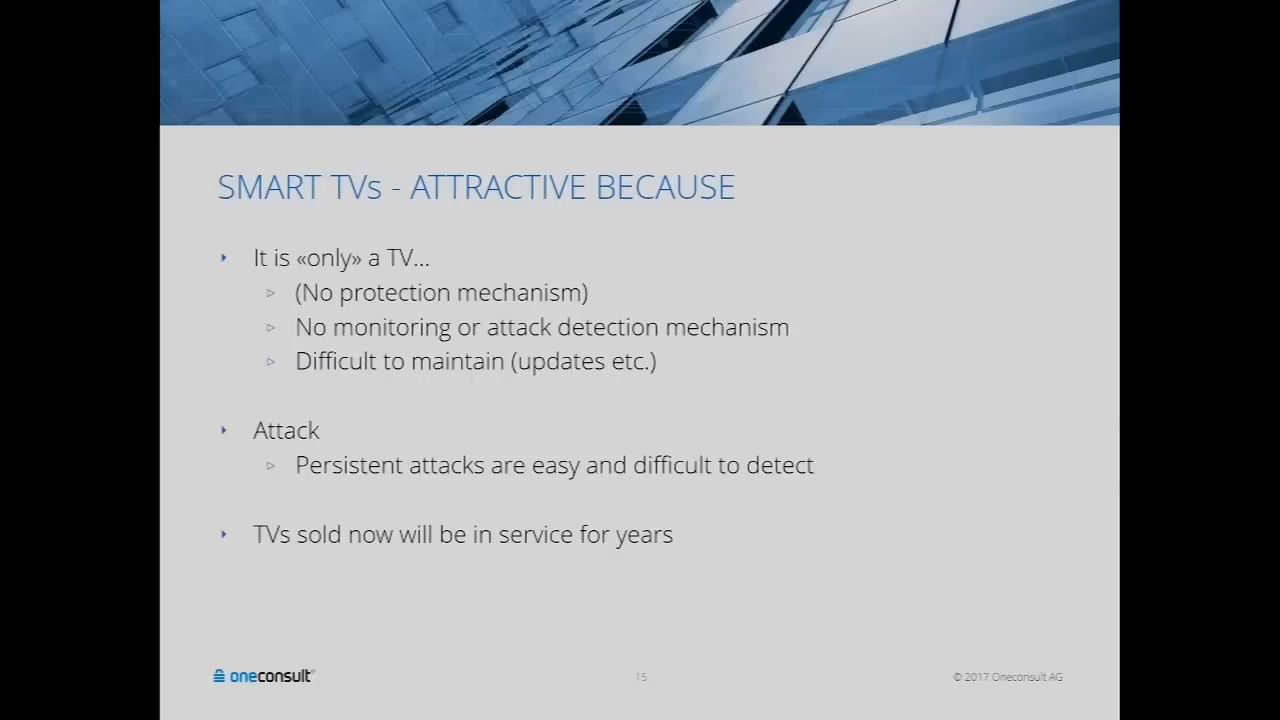 SMART TVs - ATTRACTIVE BECAUSE
It is «only» a TV...
(No protection mechanism)
No monitoring or attack detection mechanism
Difficult to maintain (updates etc.)
Attack
Persistent attacks are easy and difficult to detect
TVs sold now will be in service for years
oneconsult®
15
© 2017 Oneconsult AG